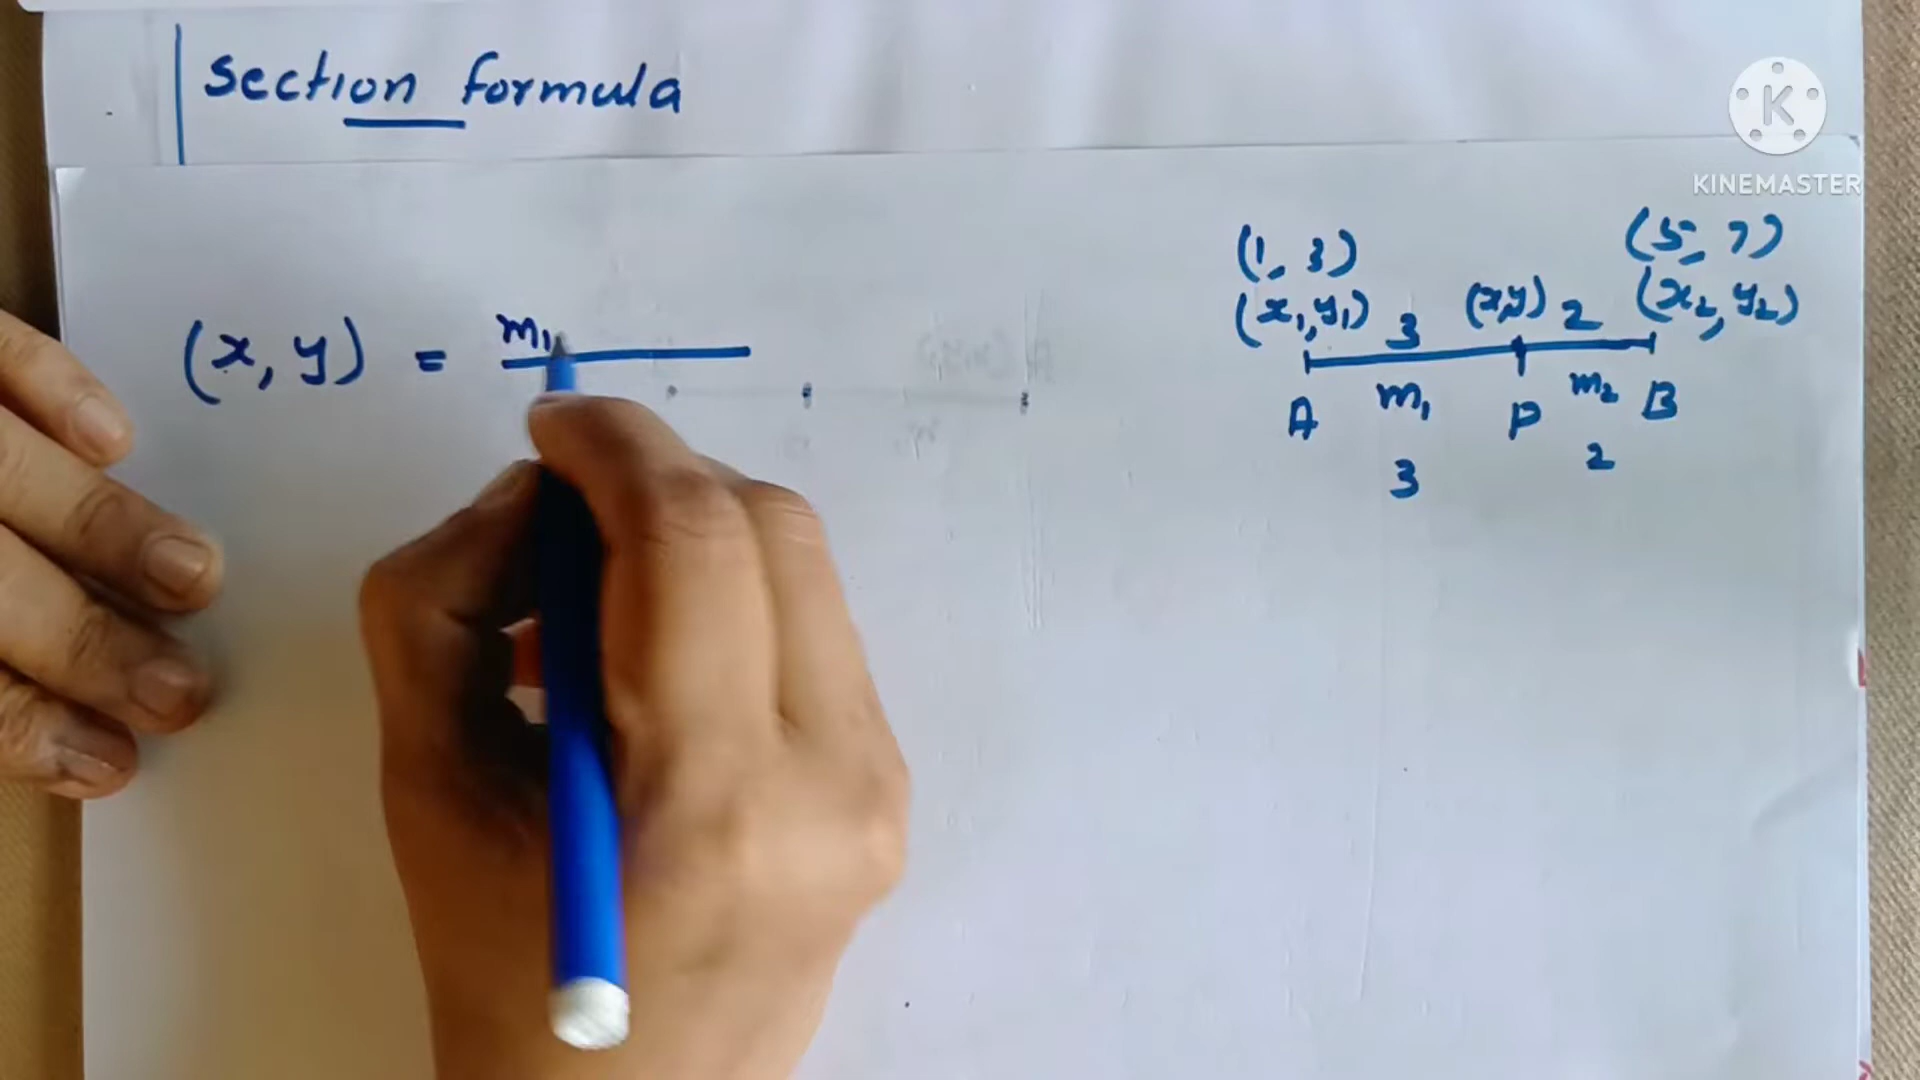 section formula
K
KINEMASTER
(1, 3) (5, 7)
(x₁, y₁) 3 (x,y) 2 (x₂, y₂)
(x, y) = m₁
A m₁ P m₂ B
3 2